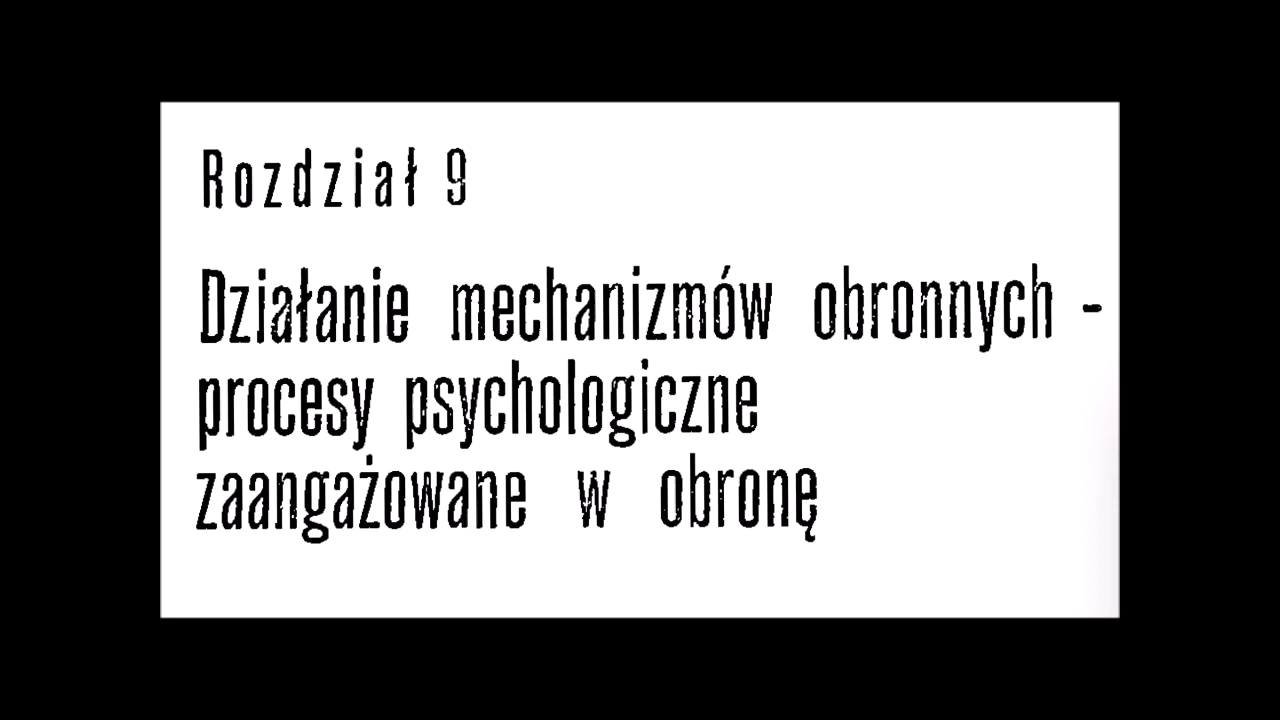 Rozdział 9
Działanie mechanizmów obronnych -
procesy psychologiczne
zaangażowane w obronę